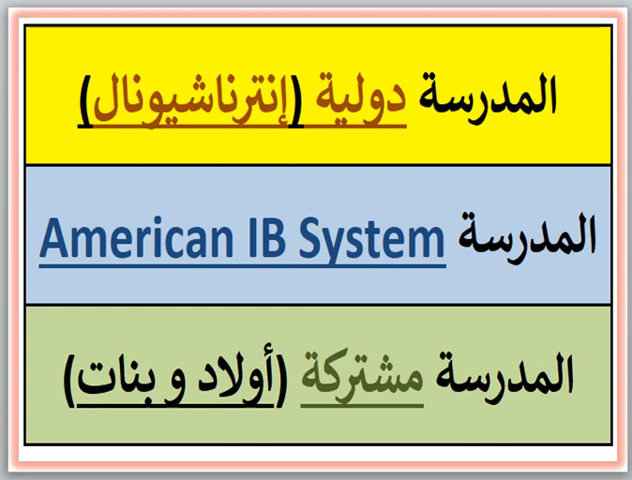 المدرسة دولية (إنترناشيونال)
المدرسة American IB System
المدرسة مشتركة (أولاد و بنات)